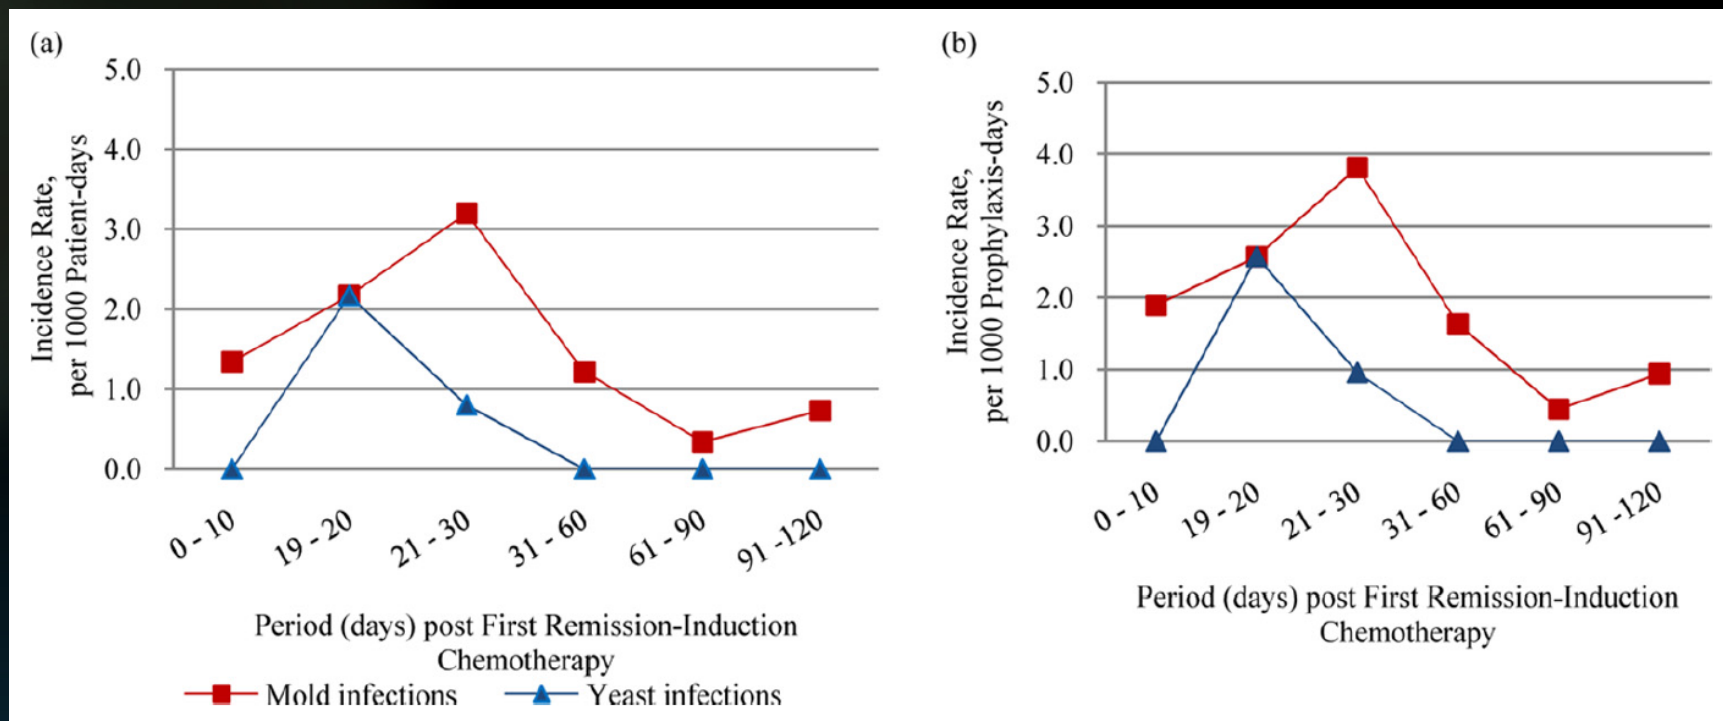 (a)
5.0
4.0
3.0
2.0
1.0
0.0
Incidence Rate,
per 1000 Patient-days
0 - 10
19 - 20
21 - 30
31 - 60
61 - 90
91 -120
Period (days) post First Remission-Induction
Chemotherapy
Mold infections
Yeast infections
(b)
5.0
4.0
3.0
2.0
1.0
0.0
Incidence Rate,
per 1000 Prophylaxis-days
0 - 10
19 - 20
21 - 30
31 - 60
61 - 90
91 -120
Period (days) post First Remission-Induction
Chemotherapy